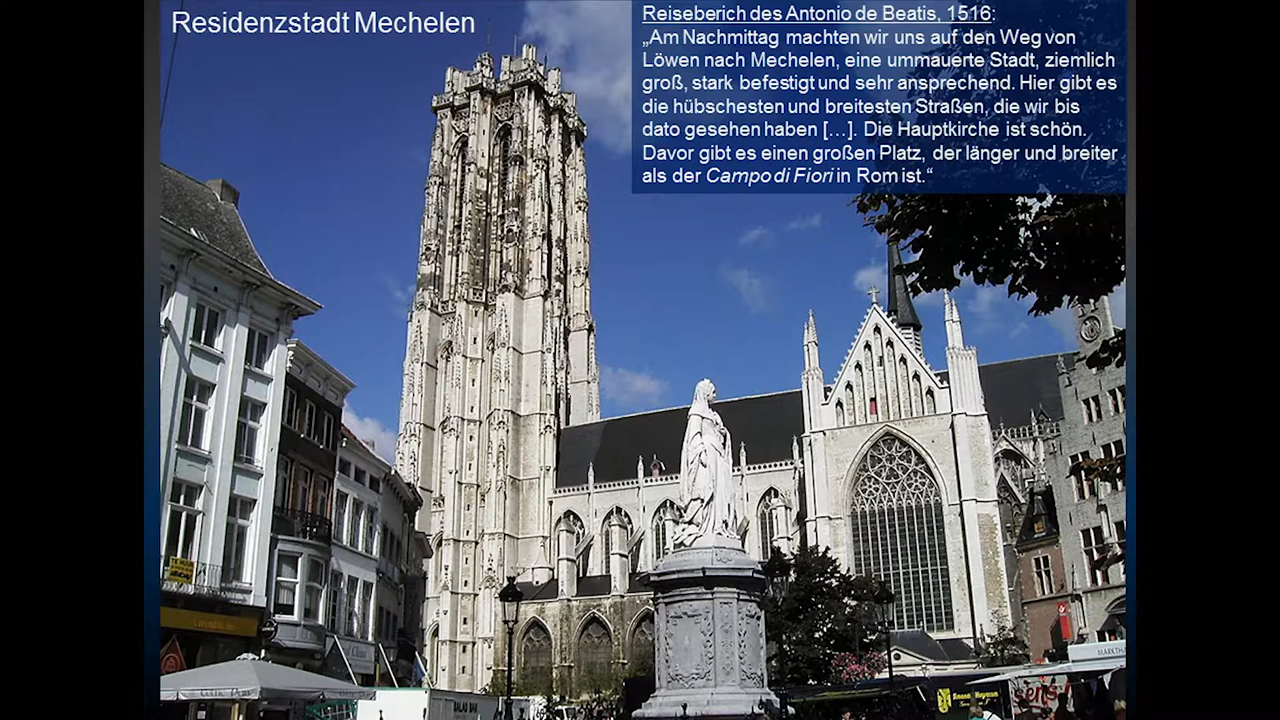 Residenzstadt Mechelen
Reiseberich des Antonio de Beatis, 1516:
„Am Nachmittag machten wir uns auf den Weg von
Löwen nach Mechelen, eine ummauerte Stadt, ziemlich
groß, stark befestigt und sehr ansprechend. Hier gibt es
die hübschesten und breitesten Straßen, die wir bis
dato gesehen haben […]. Die Hauptkirche ist schön.
Davor gibt es einen großen Platz, der länger und breiter
als der Campo di Fiori in Rom ist.“
SALAD BAR